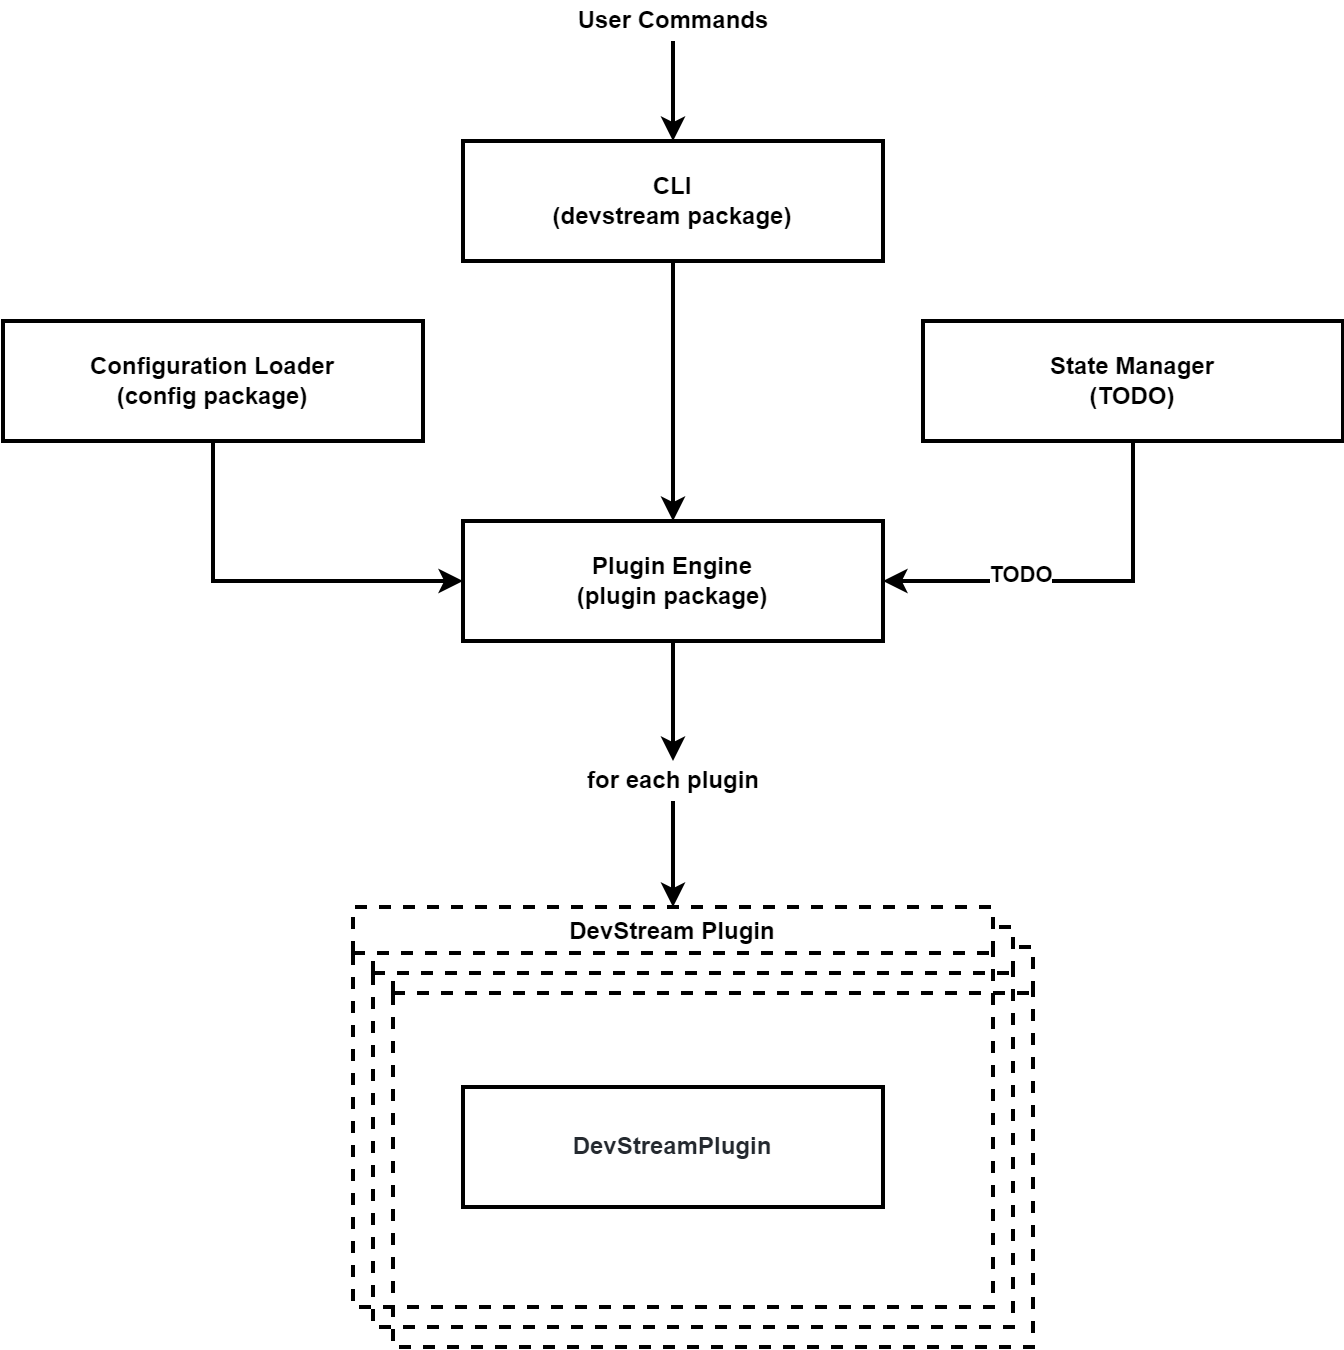 User Commands
CLI
(devstream package)
Configuration Loader
(config package)
State Manager
(TODO)
Plugin Engine
(plugin package)
TODO
for each plugin
DevStream Plugin
DevStreamPlugin